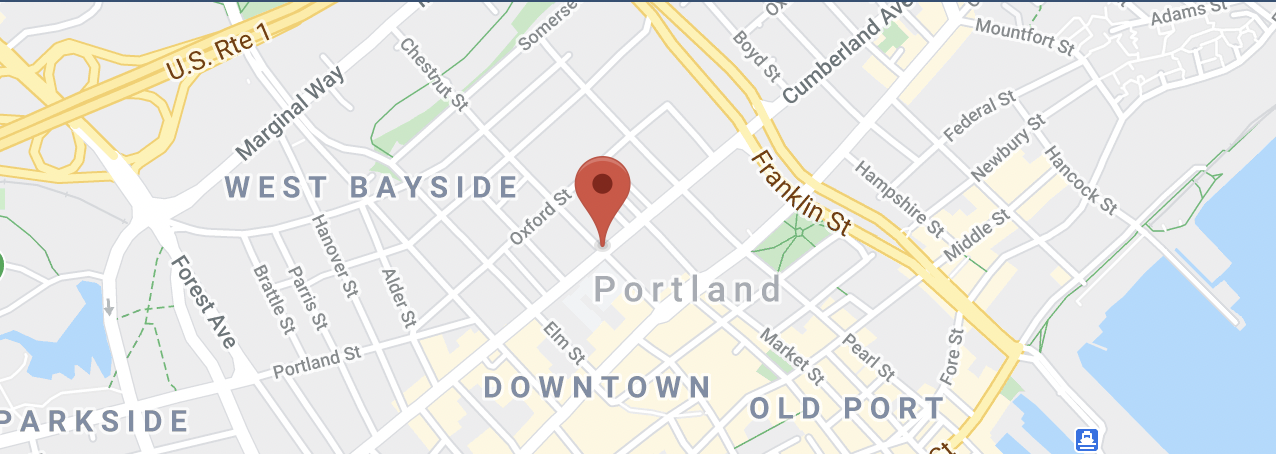 Somerse
Adams St
Mountfort St
Cumberland Ave
Boyd St
U.S. Rte 1
Chestnut St
Marginal Way
Federal St
Newbury St
Hancock St
WEST BAYSIDE
Franklin St
Hampshire St
Oxford St
Middle St
Hanover St
Forest Ave
Brattle St
Parris St
Alder St
Portland
Elm St
Market St
Pearl St
Fore St
Portland St
DOWNTOWN
OLD PORT
PARKSIDE
St